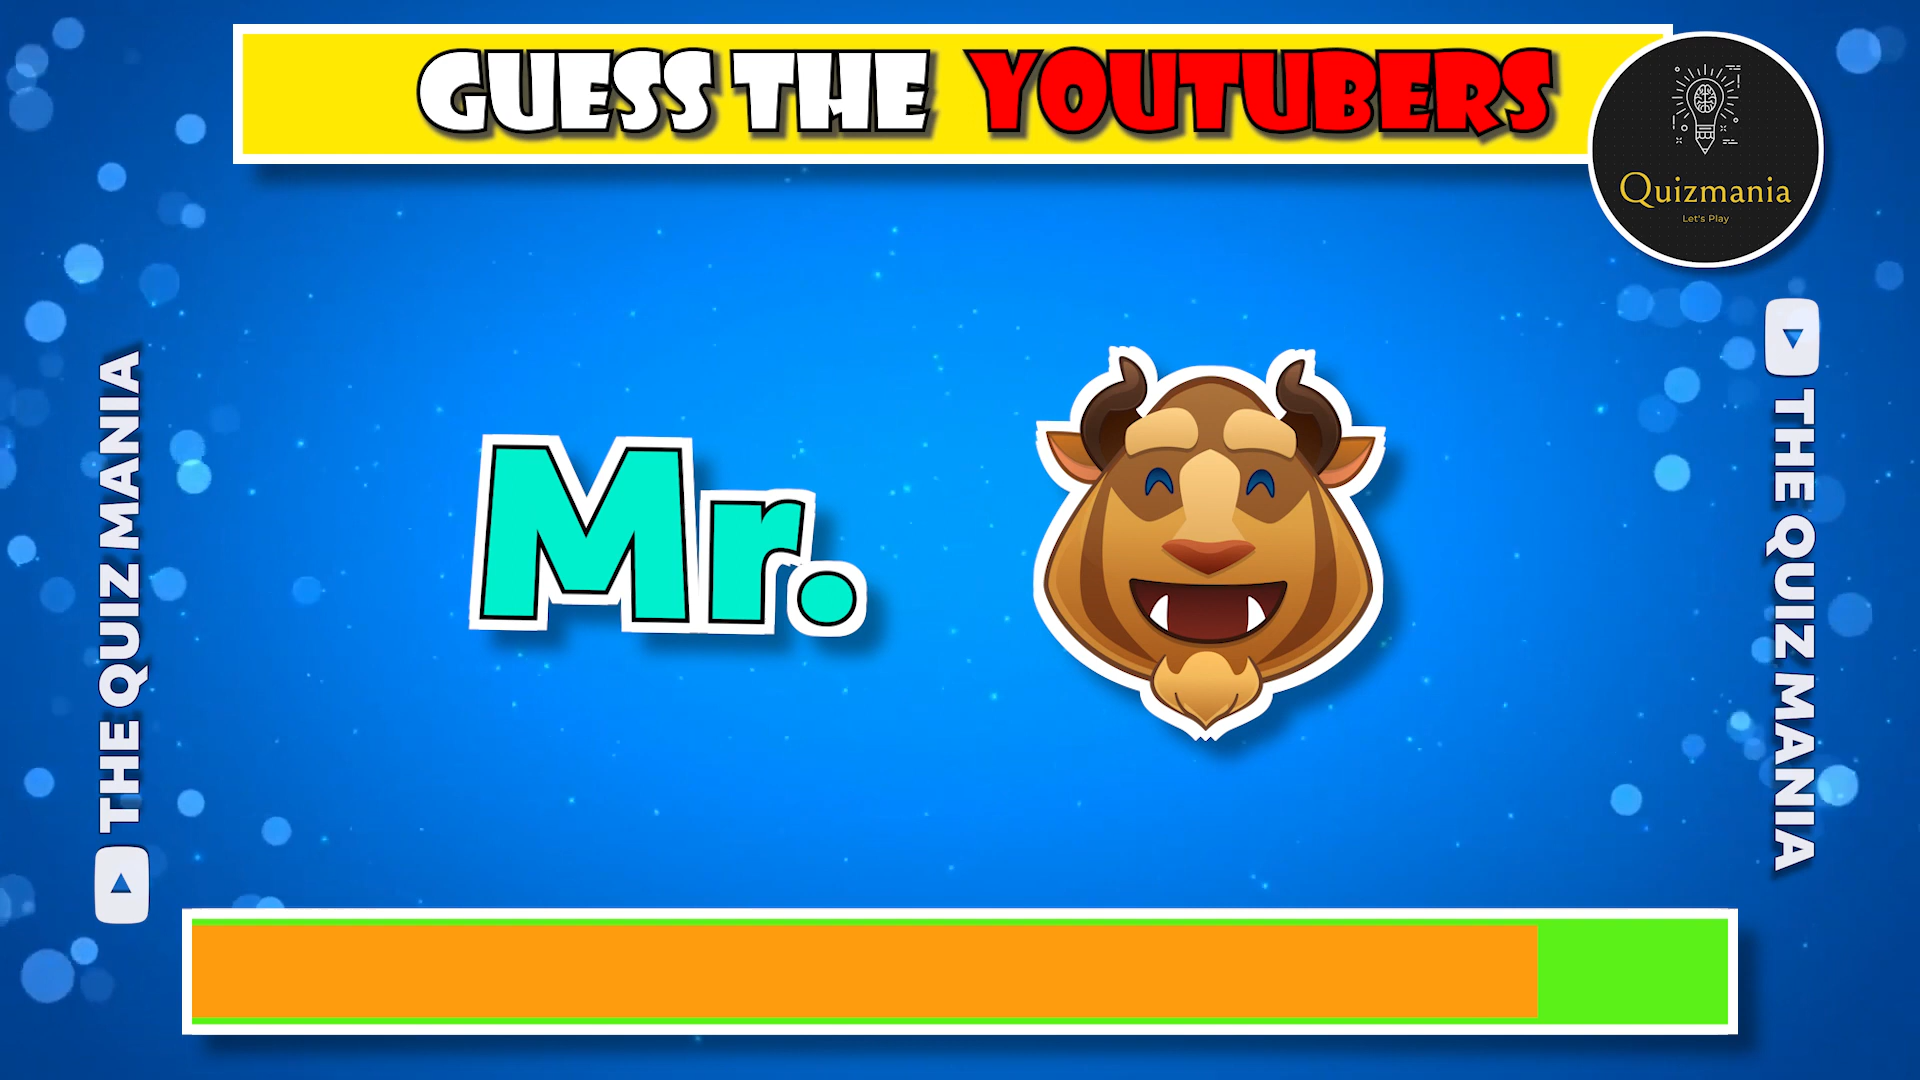 GUESS THE YOUTUBERS
Quizmania
Let's Play
Mr.
THE QUIZ MANIA
THE QUIZ MANIA